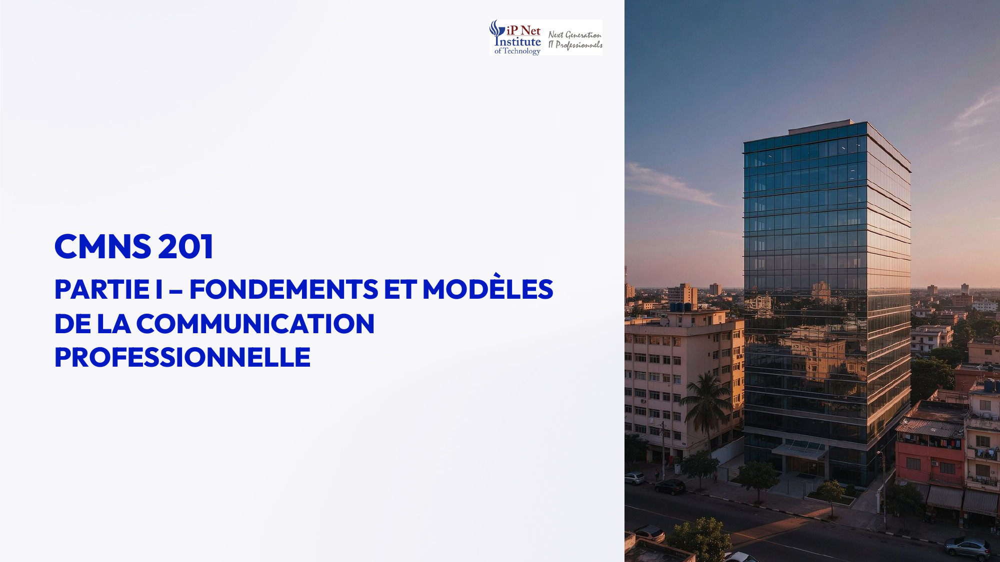 iP Net
Institute
of Technology
Next Generation
IT Professionnels
CMNS 201
PARTIE I – FONDEMENTS ET MODÈLES
DE LA COMMUNICATION
PROFESSIONNELLE